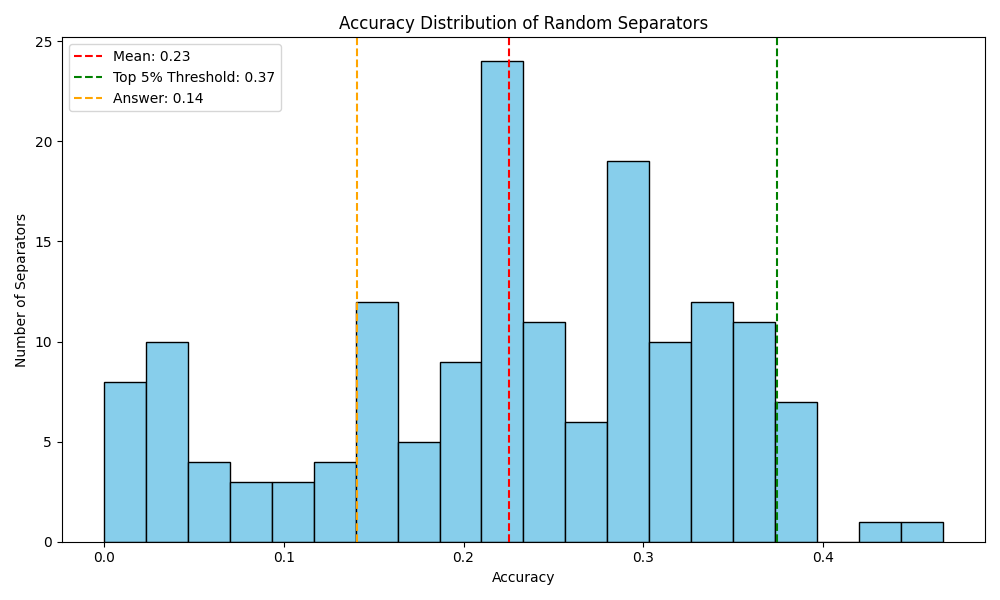 Accuracy Distribution of Random Separators
Mean: 0.23
Top 5% Threshold: 0.37
Answer: 0.14
Number of Separators
25
20
15
10
5
0
0.0 0.1 0.2 0.3 0.4
Accuracy